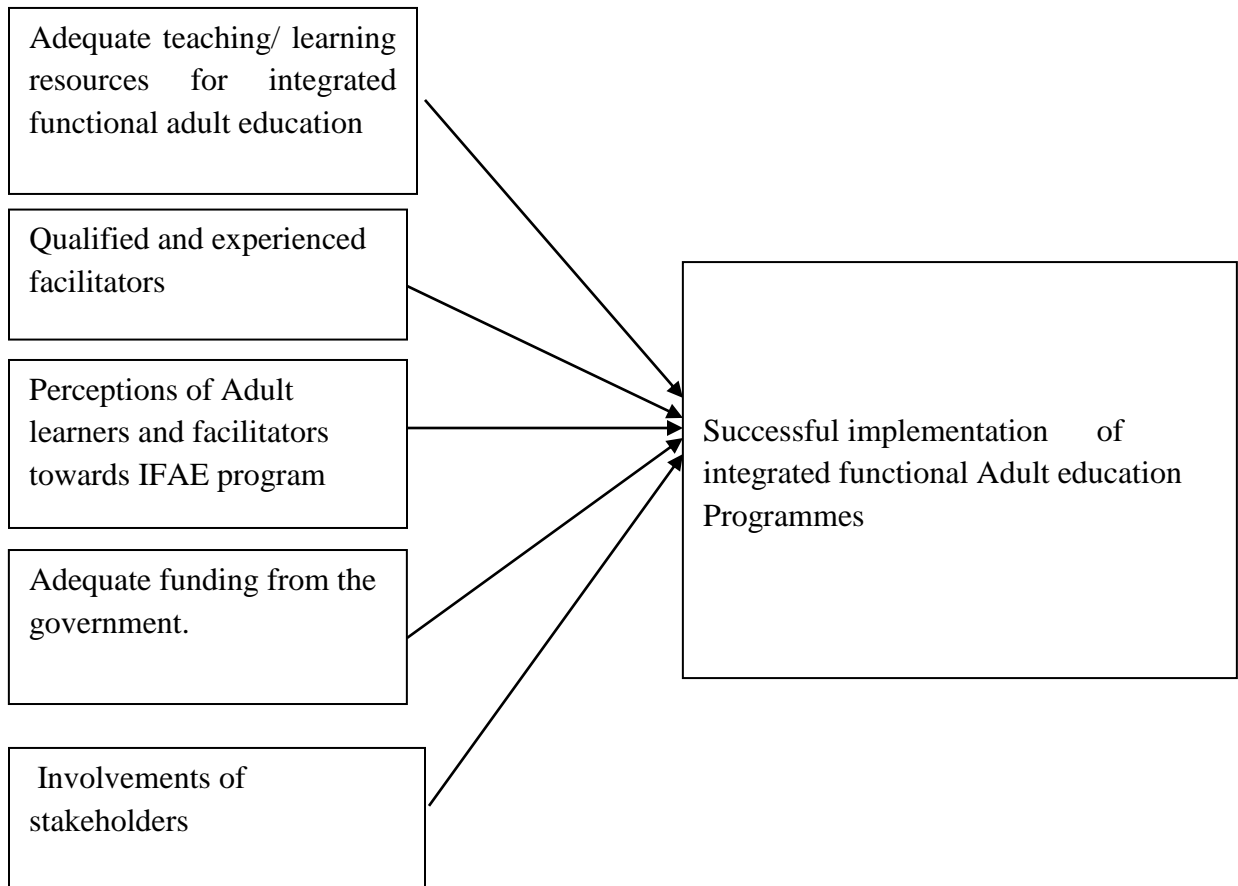 Adequate teaching/ learning
resources for integrated
functional adult education
Qualified and experienced
facilitators
Perceptions of Adult
learners and facilitators
towards IFAE program
Adequate funding from the
government.
Involvements of
stakeholders
Successful implementation of
integrated functional Adult education
Programmes